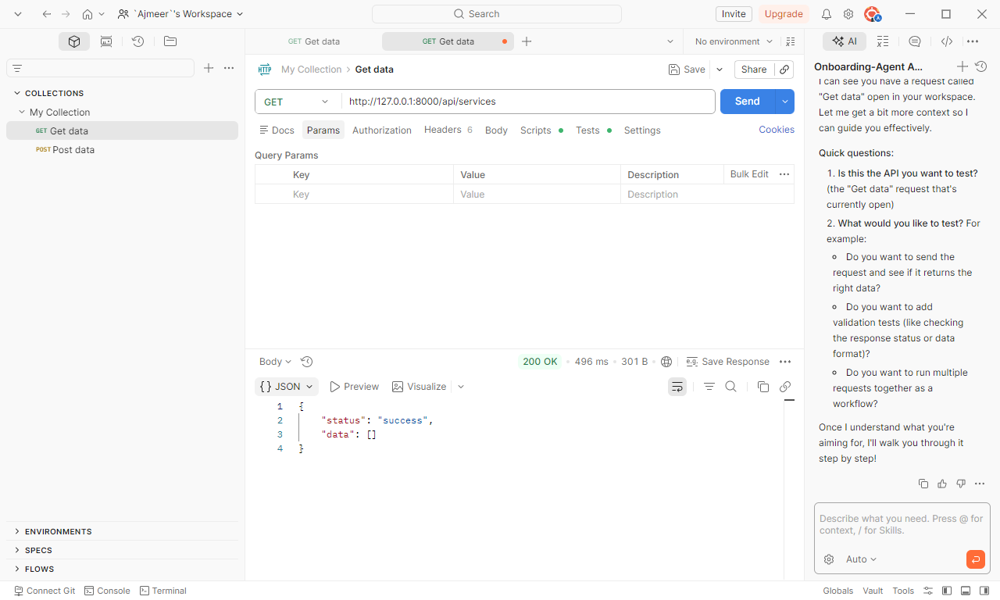 `Ajmeer`'s Workspace
Search
Invite
Upgrade
A
GET Get data
GET Get data
No environment
AI
HTTP
My Collection > Get data
Save
Share
Onboarding-Agent A...
COLLECTIONS
My Collection
GET Get data
POST Post data
GET
http://127.0.0.1:8000/api/services
Send
Docs
Params
Authorization
Headers 6
Body
Scripts
Tests
Settings
Cookies
Query Params
Key
Value
Description
Bulk Edit
Key
Value
Description
Body
200 OK
496 ms
301 B
e.g. Save Response
{} JSON
Preview
Visualize
1 {
2 "status": "success",
3 "data": []
4 }
I can see you have a request called
"Get data" open in your workspace.
Let me get a bit more context so I
can guide you effectively.
Quick questions:
1. Is this the API you want to test?
(the "Get data" request that's
currently open)
2. What would you like to test? For
example:
Do you want to send the
request and see if it returns the
right data?
Do you want to add
validation tests (like checking
the response status or data
format)?
Do you want to run multiple
requests together as a
workflow?
Once I understand what you're
aiming for, I'll walk you through it
step by step!
Describe what you need. Press @ for
context, / for Skills.
Auto
ENVIRONMENTS
SPECS
FLOWS
Connect Git
Console
Terminal
Globals
Vault
Tools